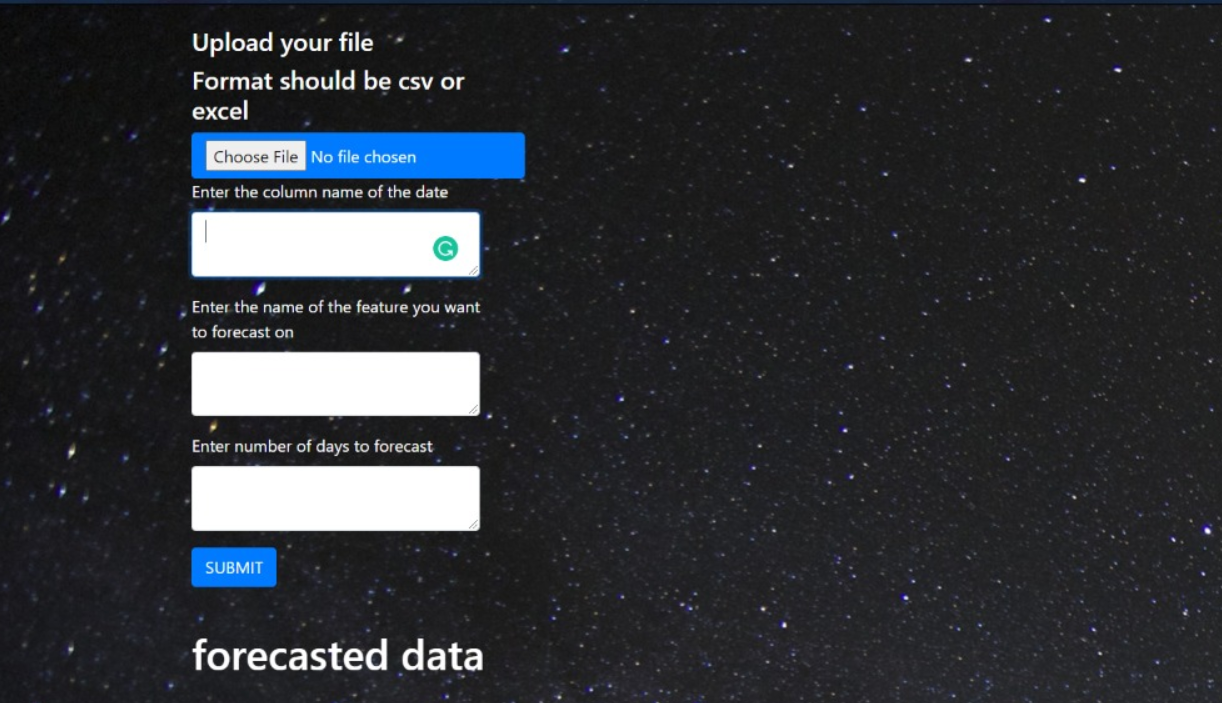 Upload your file
Format should be csv or
excel
Choose File No file chosen
Enter the column name of the date
Enter the name of the feature you want
to forecast on
Enter number of days to forecast
SUBMIT
forecasted data